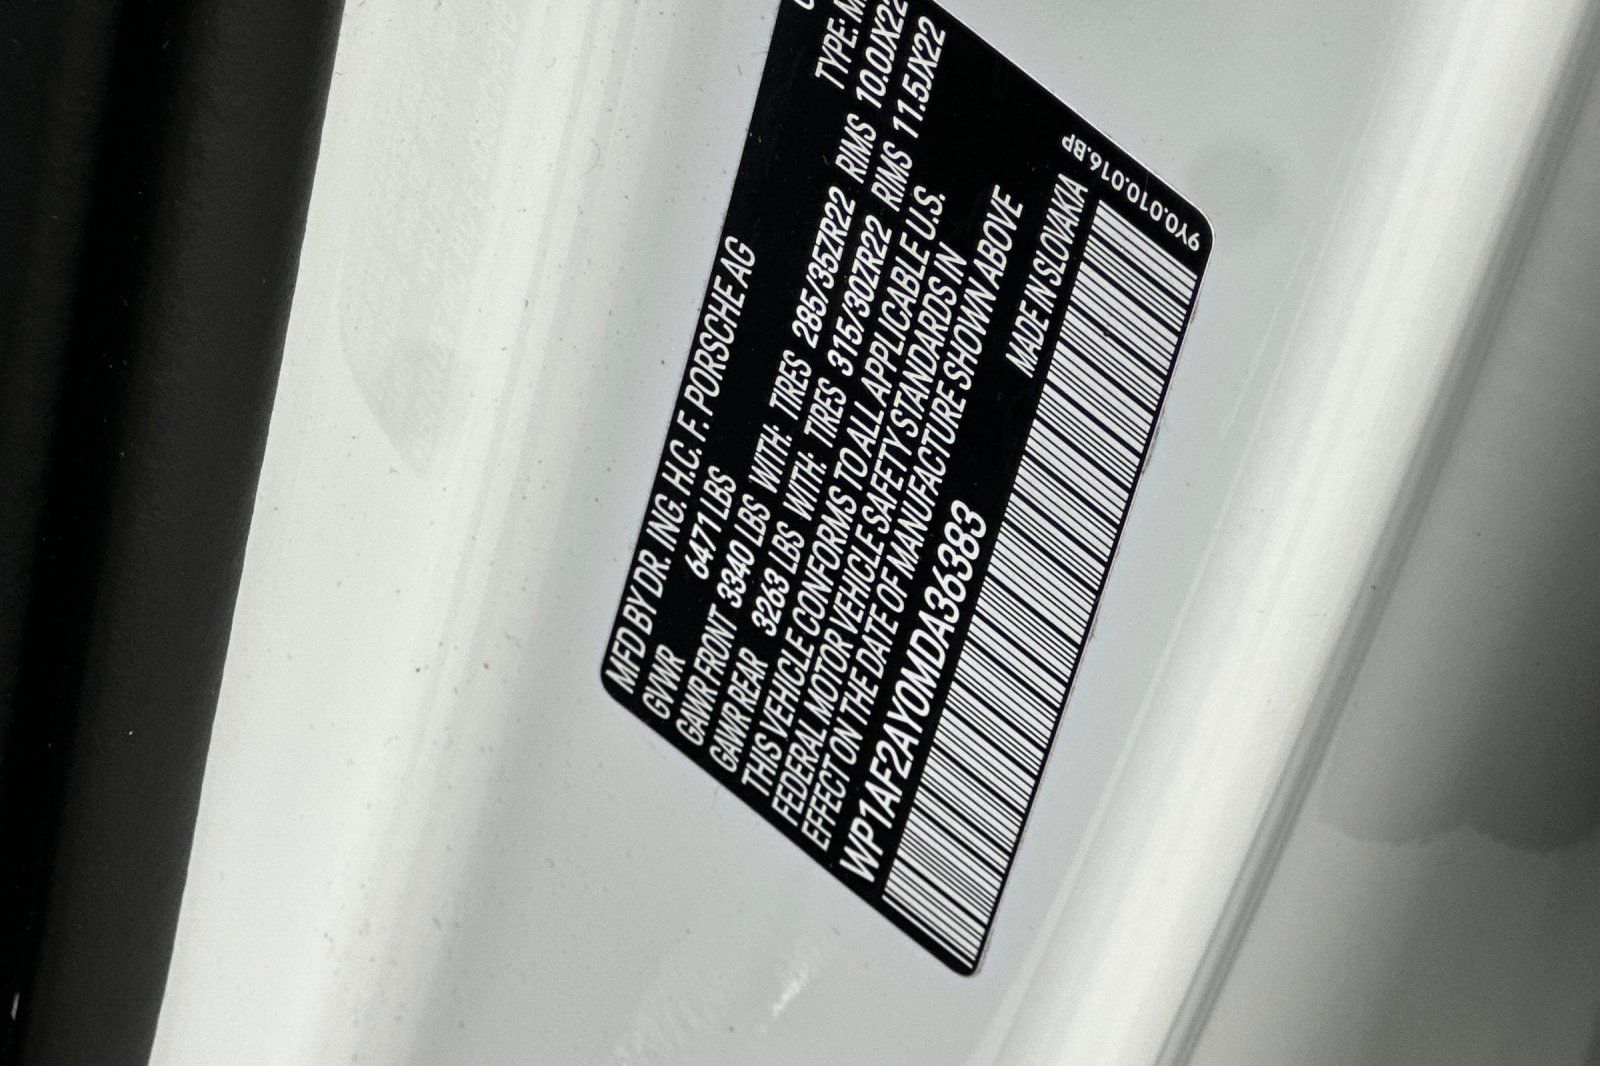 MFD BY DR. ING. H.C. F. PORSCHE AG
GVWR 6471 LBS
GAWR FRONT 3340 LBS WITH: TIRES 285/35ZR22 RIMS 10.0JX22
GAWR REAR 3263 LBS WITH: TIRES 315/30ZR22 RIMS 11.5JX22
THIS VEHICLE CONFORMS TO ALL APPLICABLE U.S.
FEDERAL MOTOR VEHICLE SAFETY STANDARDS IN
EFFECT ON THE DATE OF MANUFACTURE SHOWN ABOVE
WP1AF2AY0MDA36383
MADE IN SLOVAKIA
TYPE:
9Y0.010.016.BP